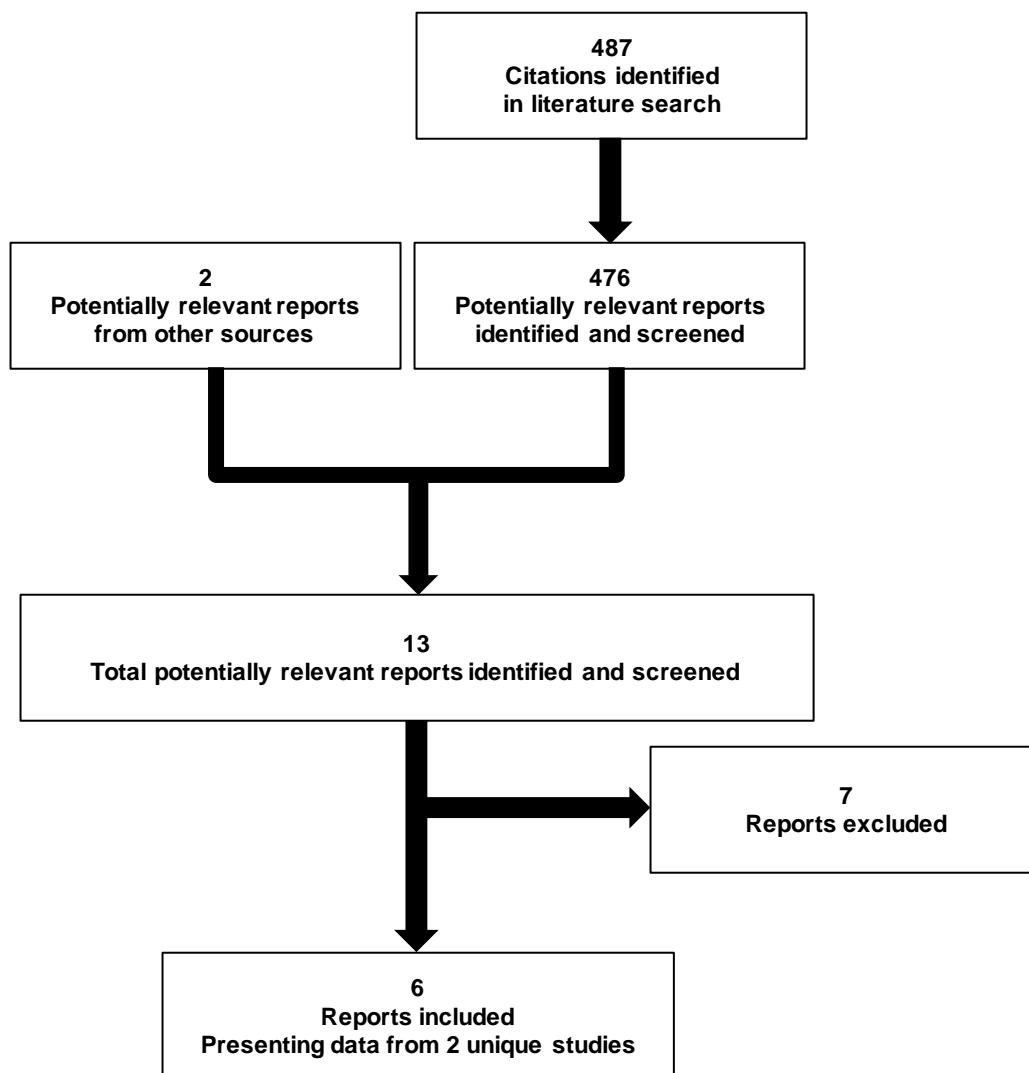 487
Citations identified
in literature search
2
Potentially relevant reports
from other sources
476
Potentially relevant reports
identified and screened
13
Total potentially relevant reports identified and screened
7
Reports excluded
6
Reports included
Presenting data from 2 unique studies